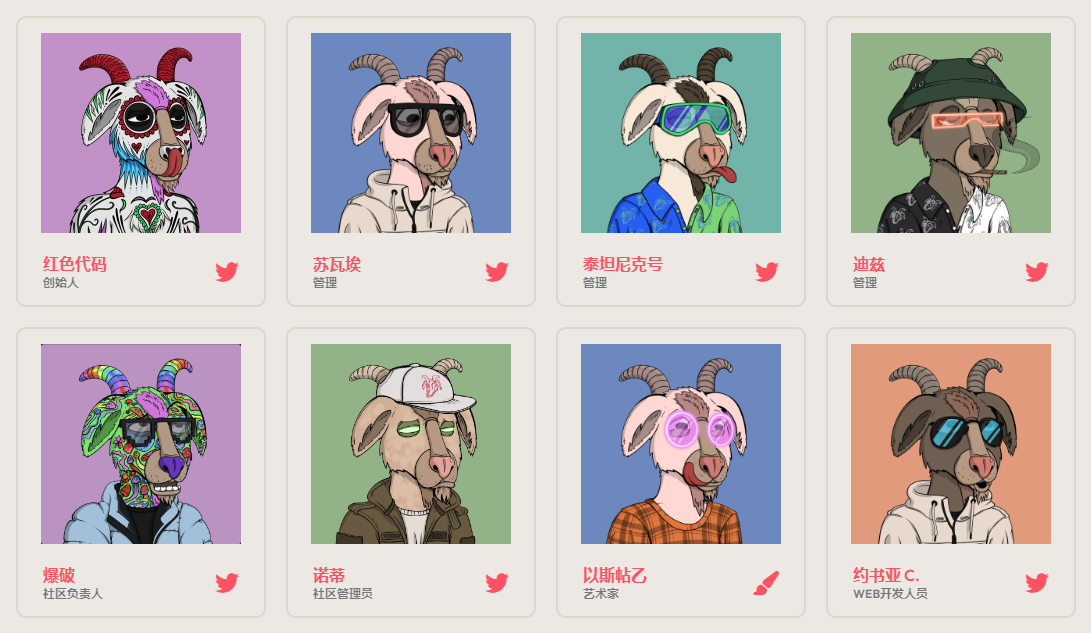 红色代码
创始人
苏瓦埃
管理
泰坦尼克号
管理
迪兹
管理
爆破
社区负责人
诺蒂
社区管理员
以斯帖乙
艺术家
约书亚 C.
WEB开发人员